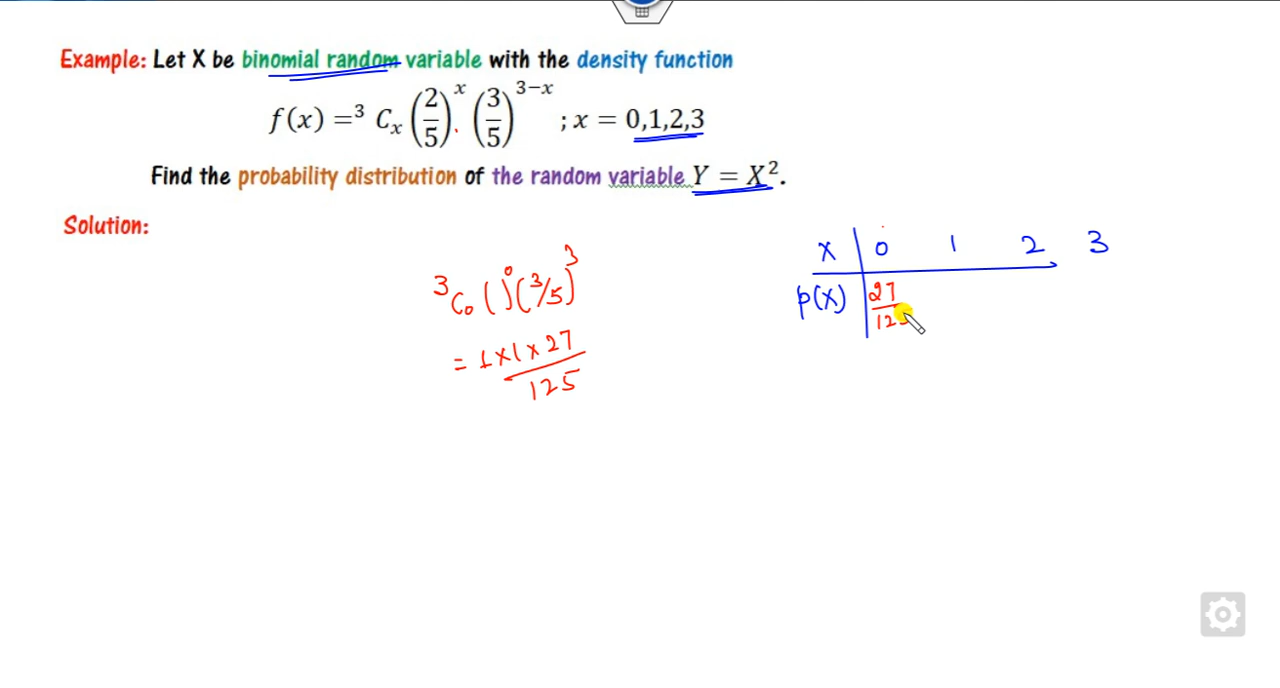 Example: Let X be binomial random variable with the density function
f(x) =³ Cₓ (2/5)ˣ (3/5)³⁻ˣ ; x = 0,1,2,3
Find the probability distribution of the random variable Y = X².
Solution:
³C₀ ( )⁰ (3/5)³
= 1 x 1 x 27 / 125
x | 0 1 2 3
p(x) | 27/125